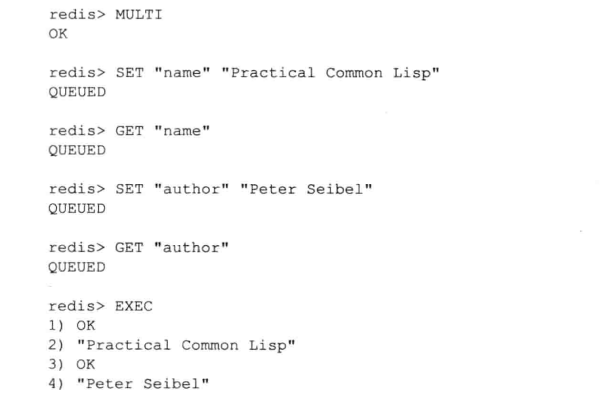 redis> MULTI
OK
redis> SET "name" "Practical Common Lisp"
QUEUED
redis> GET "name"
QUEUED
redis> SET "author" "Peter Seibel"
QUEUED
redis> GET "author"
QUEUED
redis> EXEC
1) OK
2) "Practical Common Lisp"
3) OK
4) "Peter Seibel"